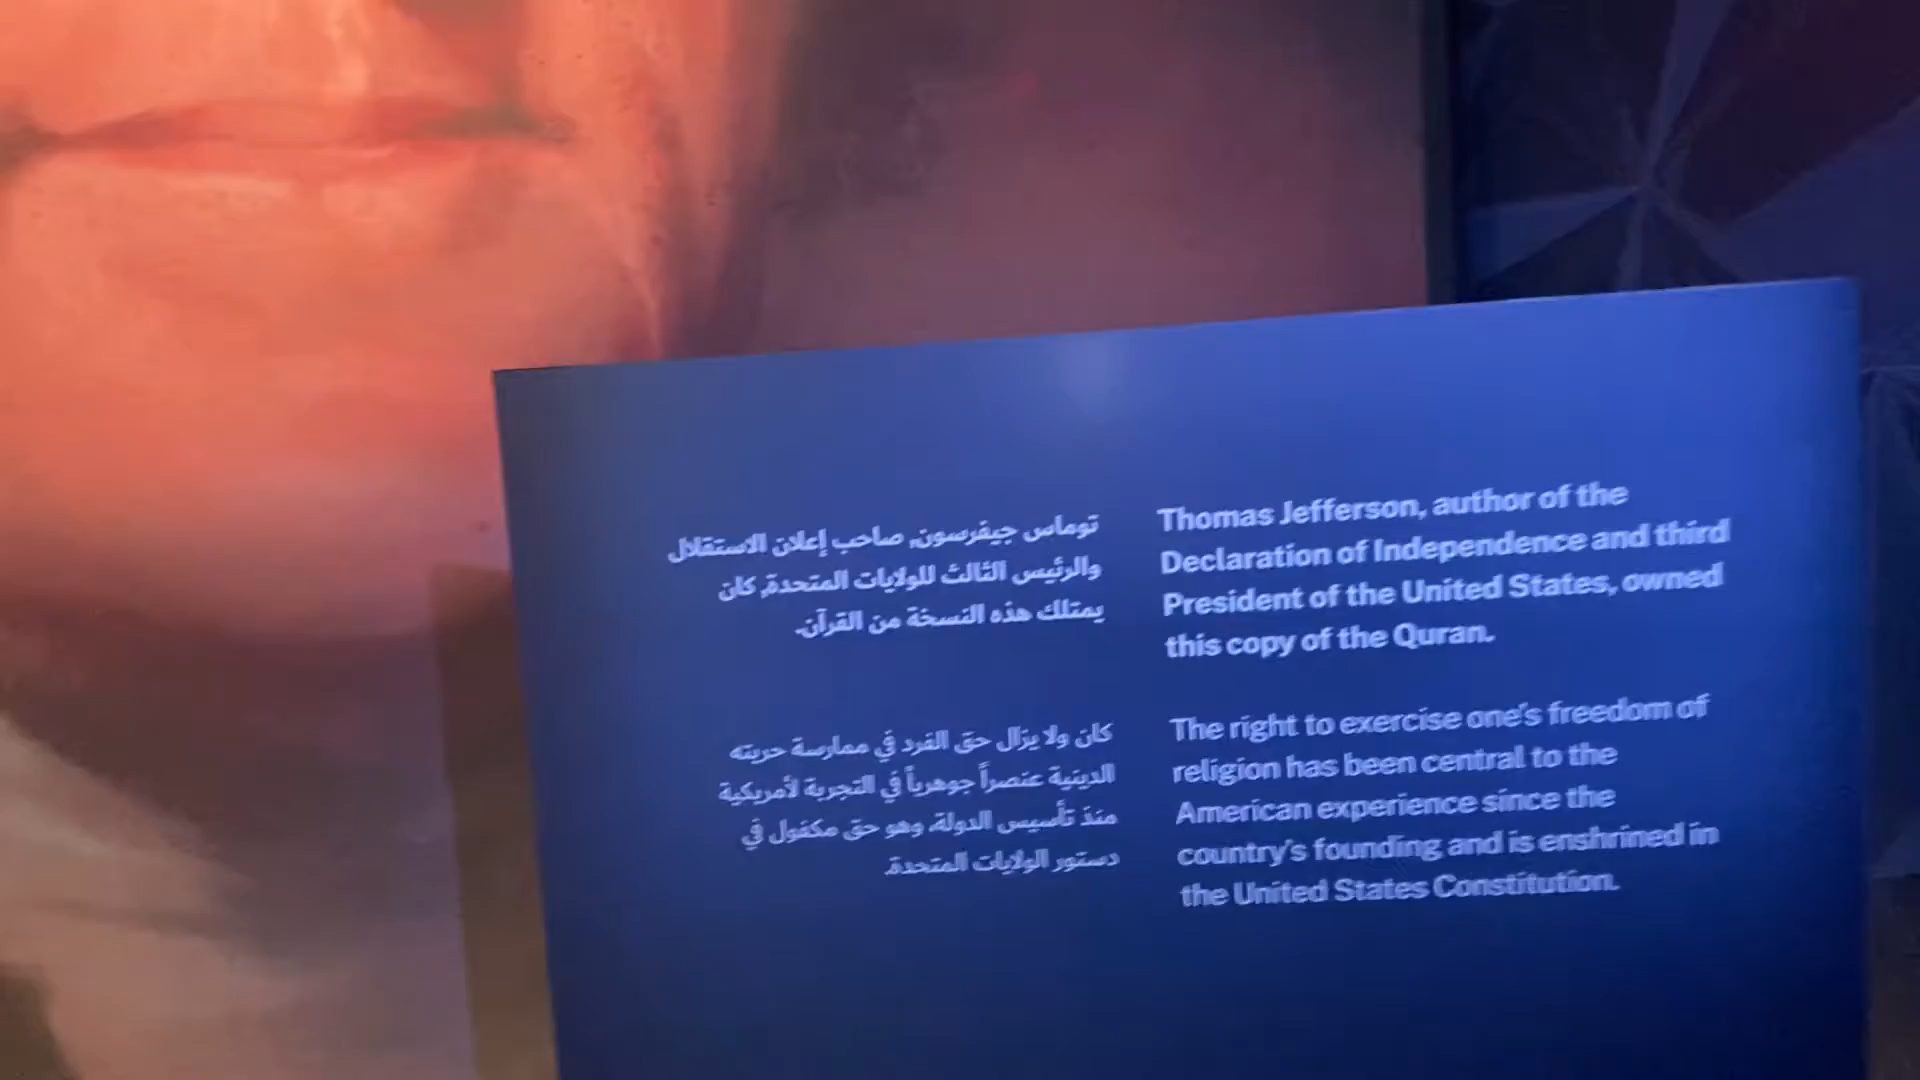 توماس جيفرسون، صاحب إعلان الاستقلال
والرئيس الثالث للولايات المتحدة، كان
يمتلك هذه النسخة من القرآن.
كان ولا يزال حق الفرد في ممارسة حريته
الدينية عنصراً جوهرياً في التجربة لأمريكية
منذ تأسيس الدولة، وهو حق مكفول في
دستور الولايات المتحدة.
Thomas Jefferson, author of the
Declaration of Independence and third
President of the United States, owned
this copy of the Quran.
The right to exercise one's freedom of
religion has been central to the
American experience since the
country's founding and is enshrined in
the United States Constitution.